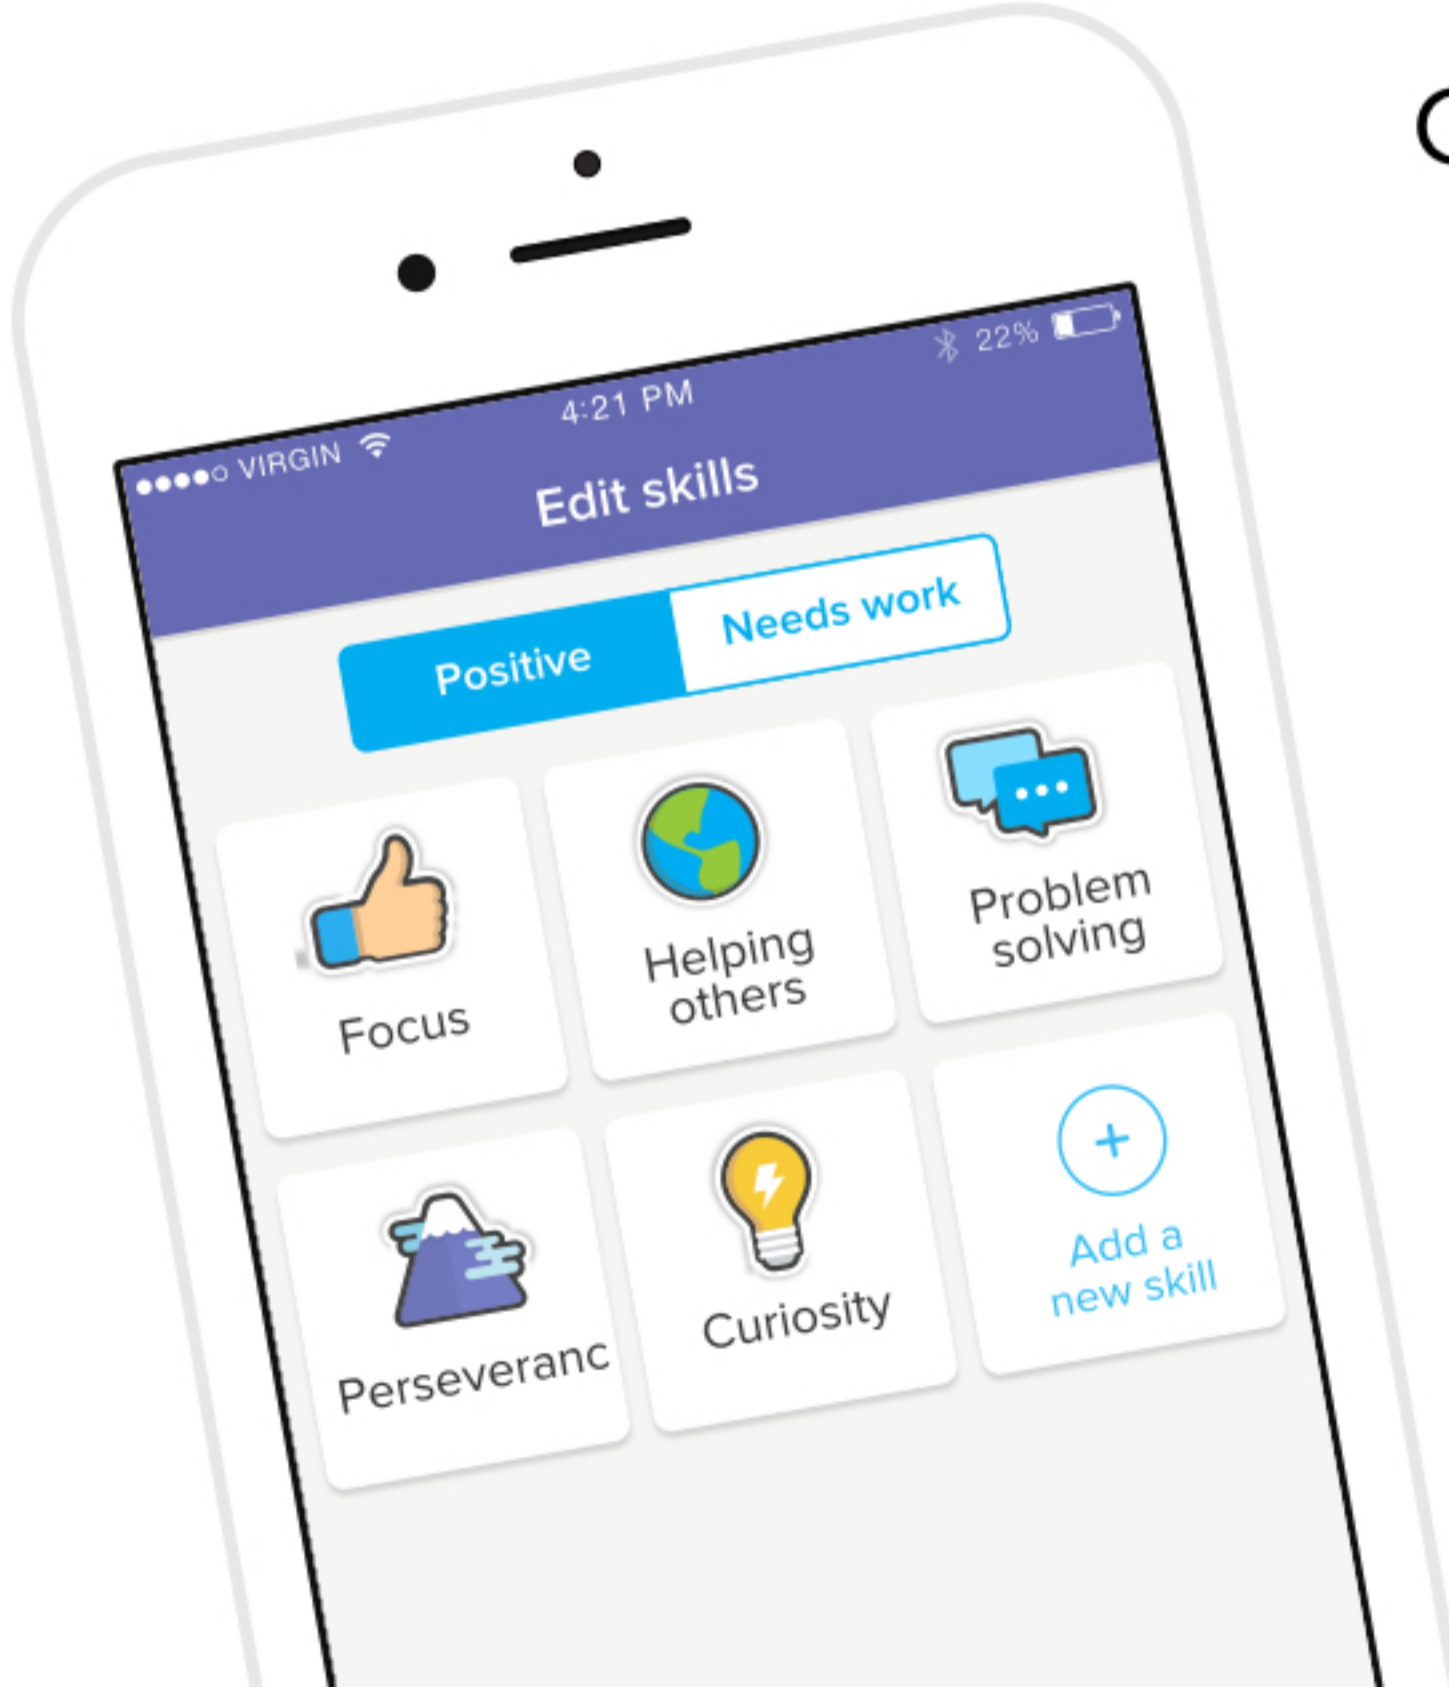 VIRGIN
4:21 PM
22%
Edit skills
Positive
Needs work
Focus
Helping
others
Problem
solving
Perseveranc
Curiosity
Add a
new skill